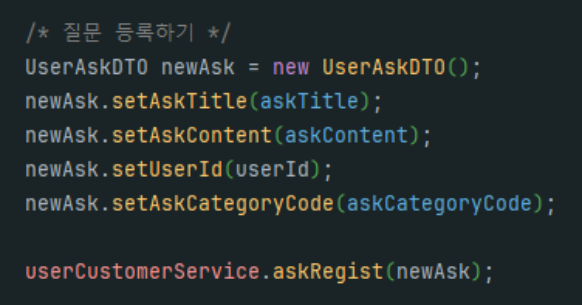 /* 질문 등록하기 */
UserAskDTO newAsk = new UserAskDTO();
newAsk.setAskTitle(askTitle);
newAsk.setAskContent(askContent);
newAsk.setUserId(userId);
newAsk.setAskCategoryCode(askCategoryCode);
userCustomerService.askRegist(newAsk);